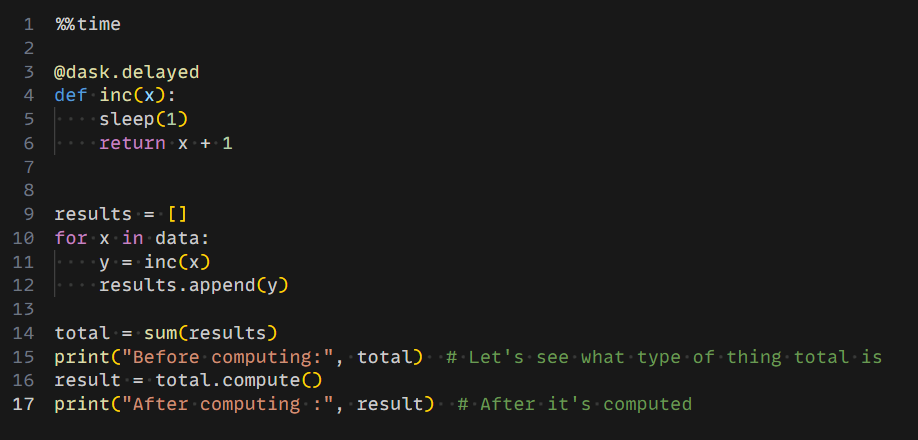 1 %%time
2
3 @dask.delayed
4 def inc(x):
5     sleep(1)
6     return x + 1
7
8
9 results = []
10 for x in data:
11     y = inc(x)
12     results.append(y)
13
14 total = sum(results)
15 print("Before computing:", total)  # Let's see what type of thing total is
16 result = total.compute()
17 print("After computing :", result)  # After it's computed